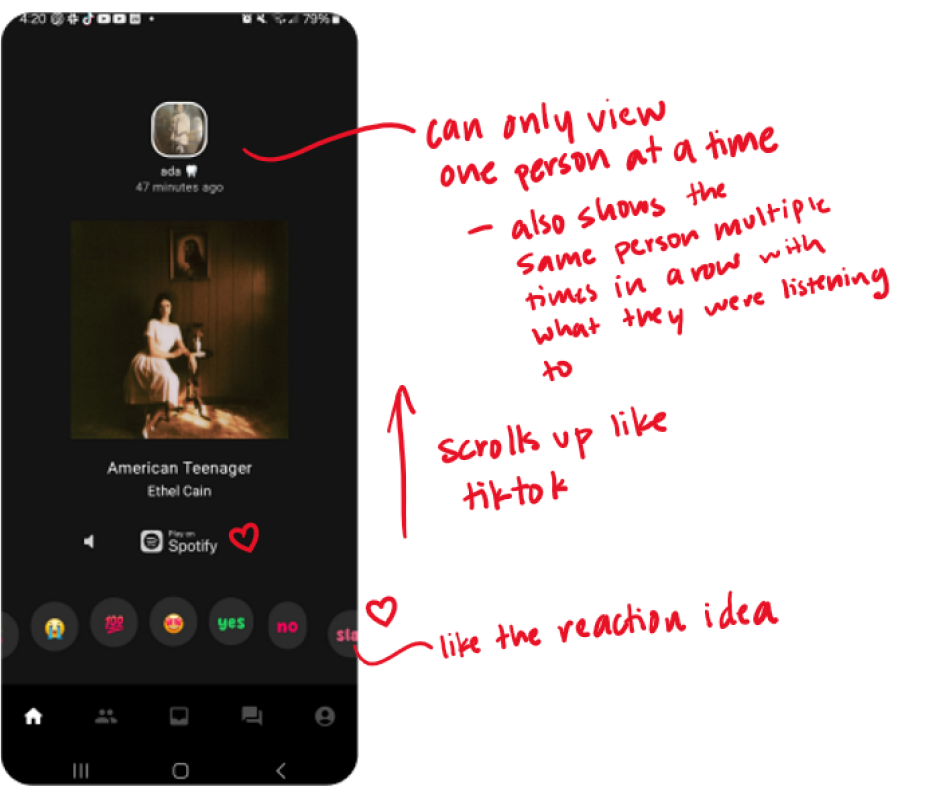 4:20
79%
can only view
one person at a time
ada
47 minutes ago
- also shows the
same person multiple
times in a row with
what they were listening
to
scrolls up like
tiktok
American Teenager
Ethel Cain
Play on
Spotify
100
yes
no
sla
like the reaction idea